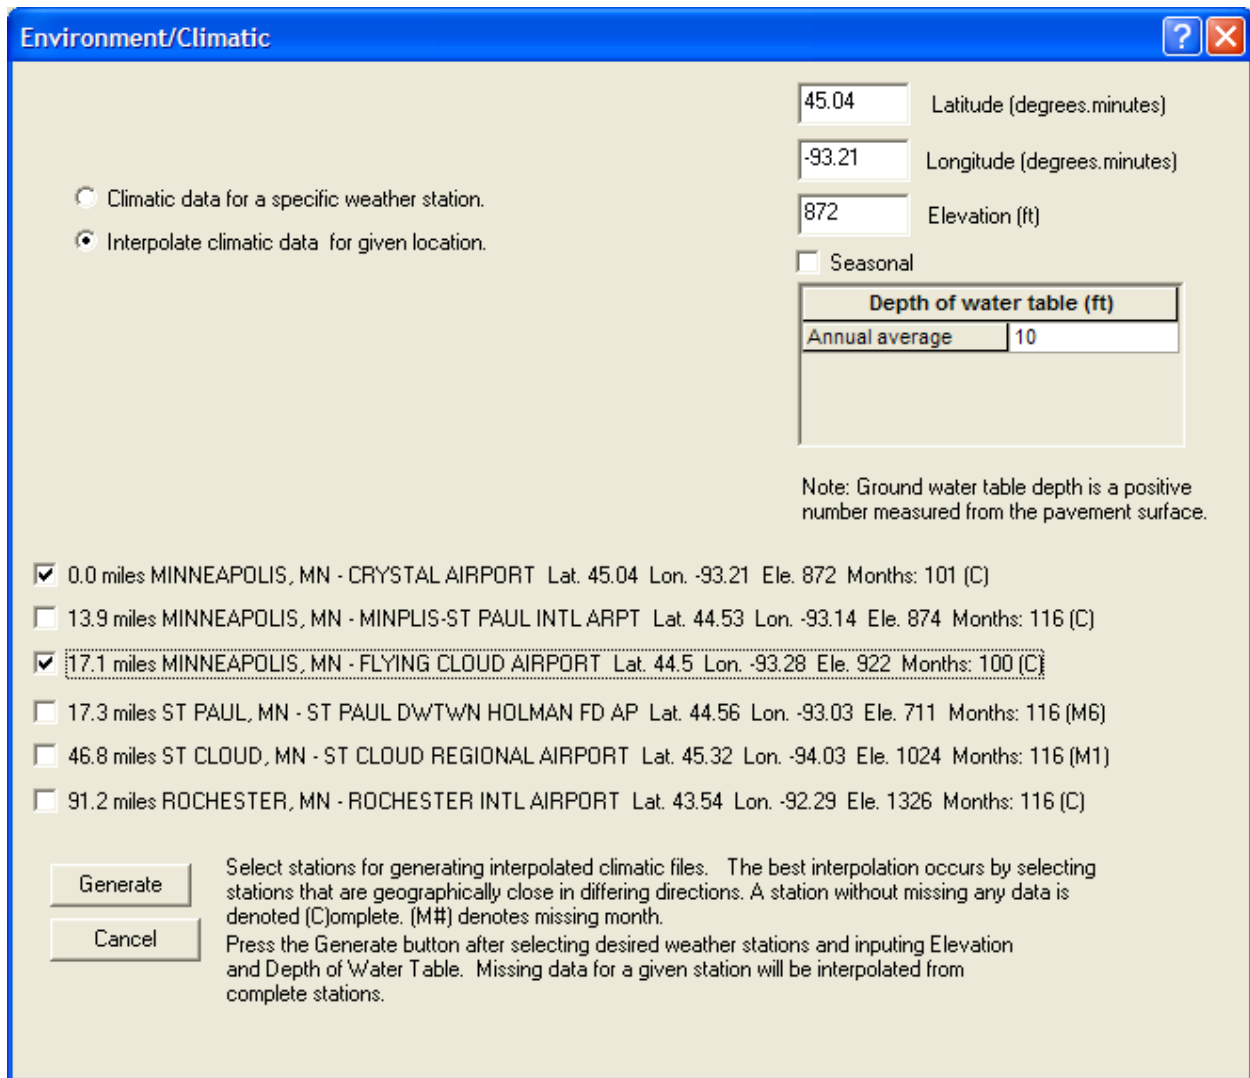 Environment/Climatic
45.04 Latitude (degrees.minutes)
-93.21 Longitude (degrees.minutes)
Climatic data for a specific weather station.
872 Elevation (ft)
Interpolate climatic data for given location.
Seasonal
Depth of water table (ft)
Annual average 10
Note: Ground water table depth is a positive
number measured from the pavement surface.
0.0 miles MINNEAPOLIS, MN - CRYSTAL AIRPORT Lat. 45.04 Lon. -93.21 Ele. 872 Months: 101 (C)
13.9 miles MINNEAPOLIS, MN - MINPLIS-ST PAUL INTL ARPT Lat. 44.53 Lon. -93.14 Ele. 874 Months: 116 (C)
17.1 miles MINNEAPOLIS, MN - FLYING CLOUD AIRPORT Lat. 44.5 Lon. -93.28 Ele. 922 Months: 100 (C)
17.3 miles ST PAUL, MN - ST PAUL DWTWN HOLMAN FD AP Lat. 44.56 Lon. -93.03 Ele. 711 Months: 116 (M6)
46.8 miles ST CLOUD, MN - ST CLOUD REGIONAL AIRPORT Lat. 45.32 Lon. -94.03 Ele. 1024 Months: 116 (M1)
91.2 miles ROCHESTER, MN - ROCHESTER INTL AIRPORT Lat. 43.54 Lon. -92.29 Ele. 1326 Months: 116 (C)
Generate
Cancel
Select stations for generating interpolated climatic files. The best interpolation occurs by selecting
stations that are geographically close in differing directions. A station without missing any data is
denoted (C)omplete. (M#) denotes missing month.
Press the Generate button after selecting desired weather stations and inputing Elevation
and Depth of Water Table. Missing data for a given station will be interpolated from
complete stations.